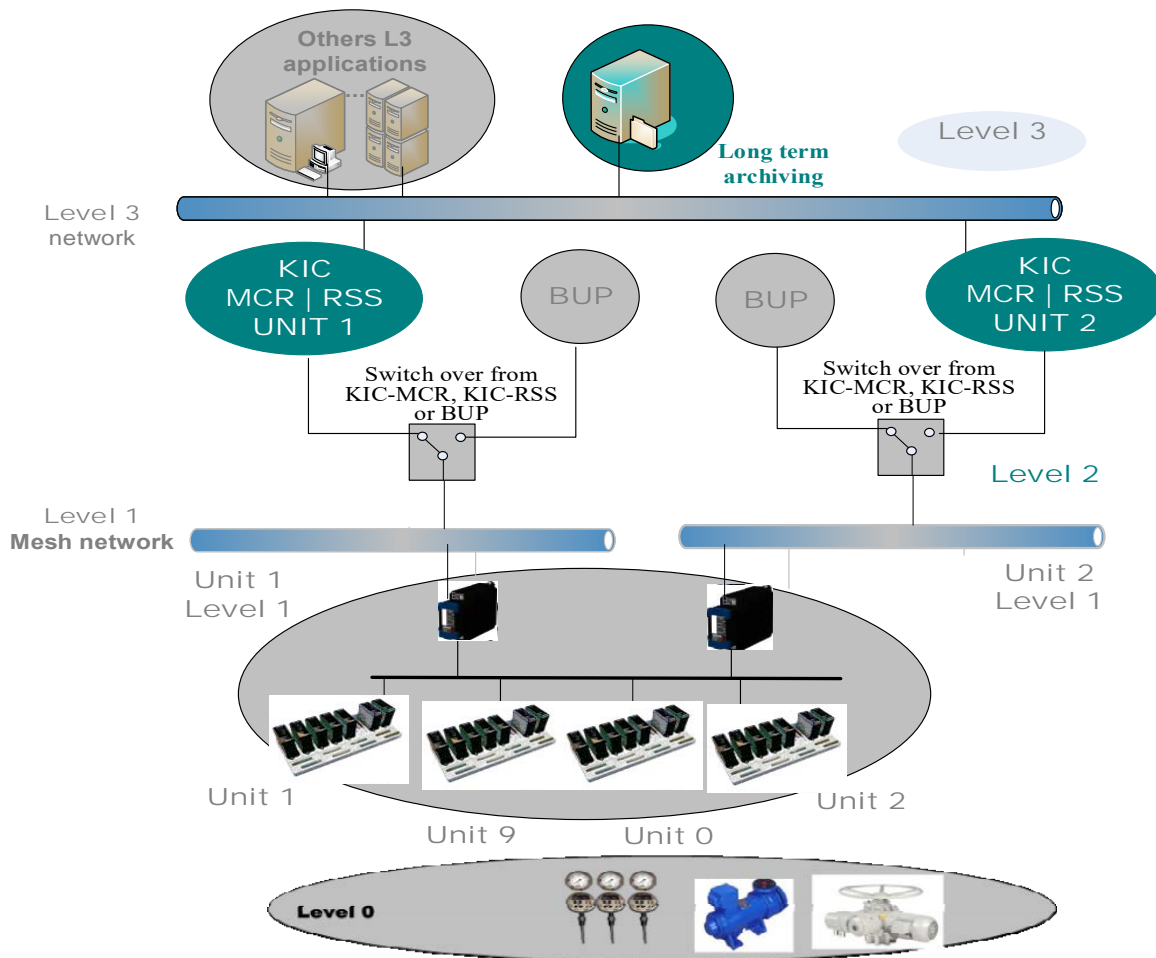 Others L3
applications
Level 3
Long term
archiving
Level 3
network
KIC
MCR | RSS
UNIT 1
BUP
BUP
KIC
MCR | RSS
UNIT 2
Switch over from
KIC-MCR, KIC-RSS
or BUP
Switch over from
KIC-MCR, KIC-RSS
or BUP
Level 2
Level 1
Mesh network
Unit 1
Level 1
Unit 2
Level 1
Unit 1
Unit 2
Unit 9
Unit 0
Level 0